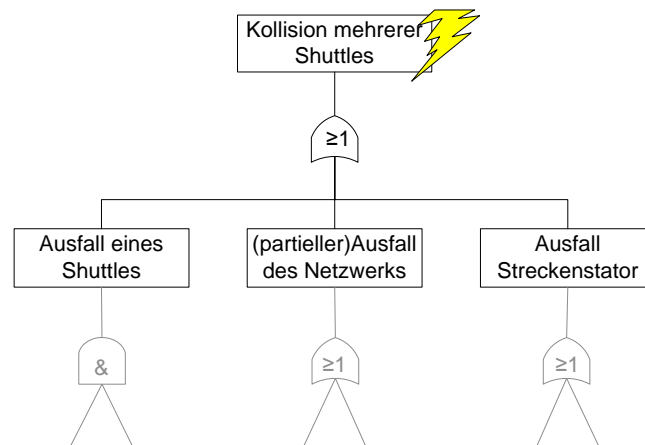 Kollision mehrerer
Shuttles
≥1
Ausfall eines
Shuttles
(partieller)Ausfall
des Netzwerks
Ausfall
Streckenstator
&
≥1
≥1